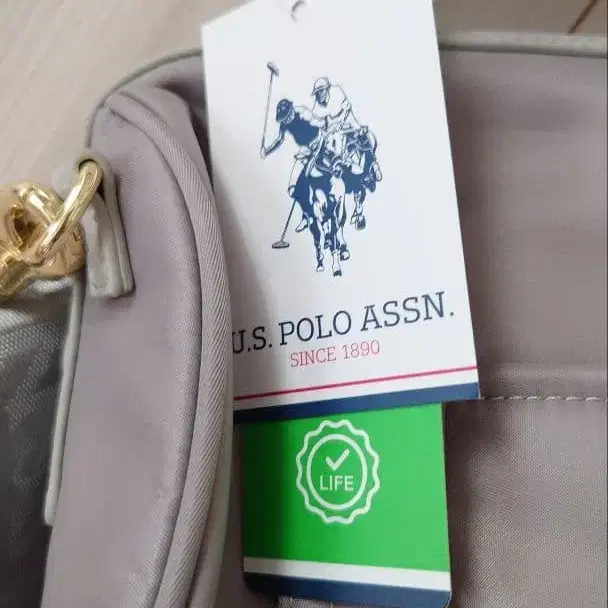 U.S. POLO ASSN.
SINCE 1890
LIFE